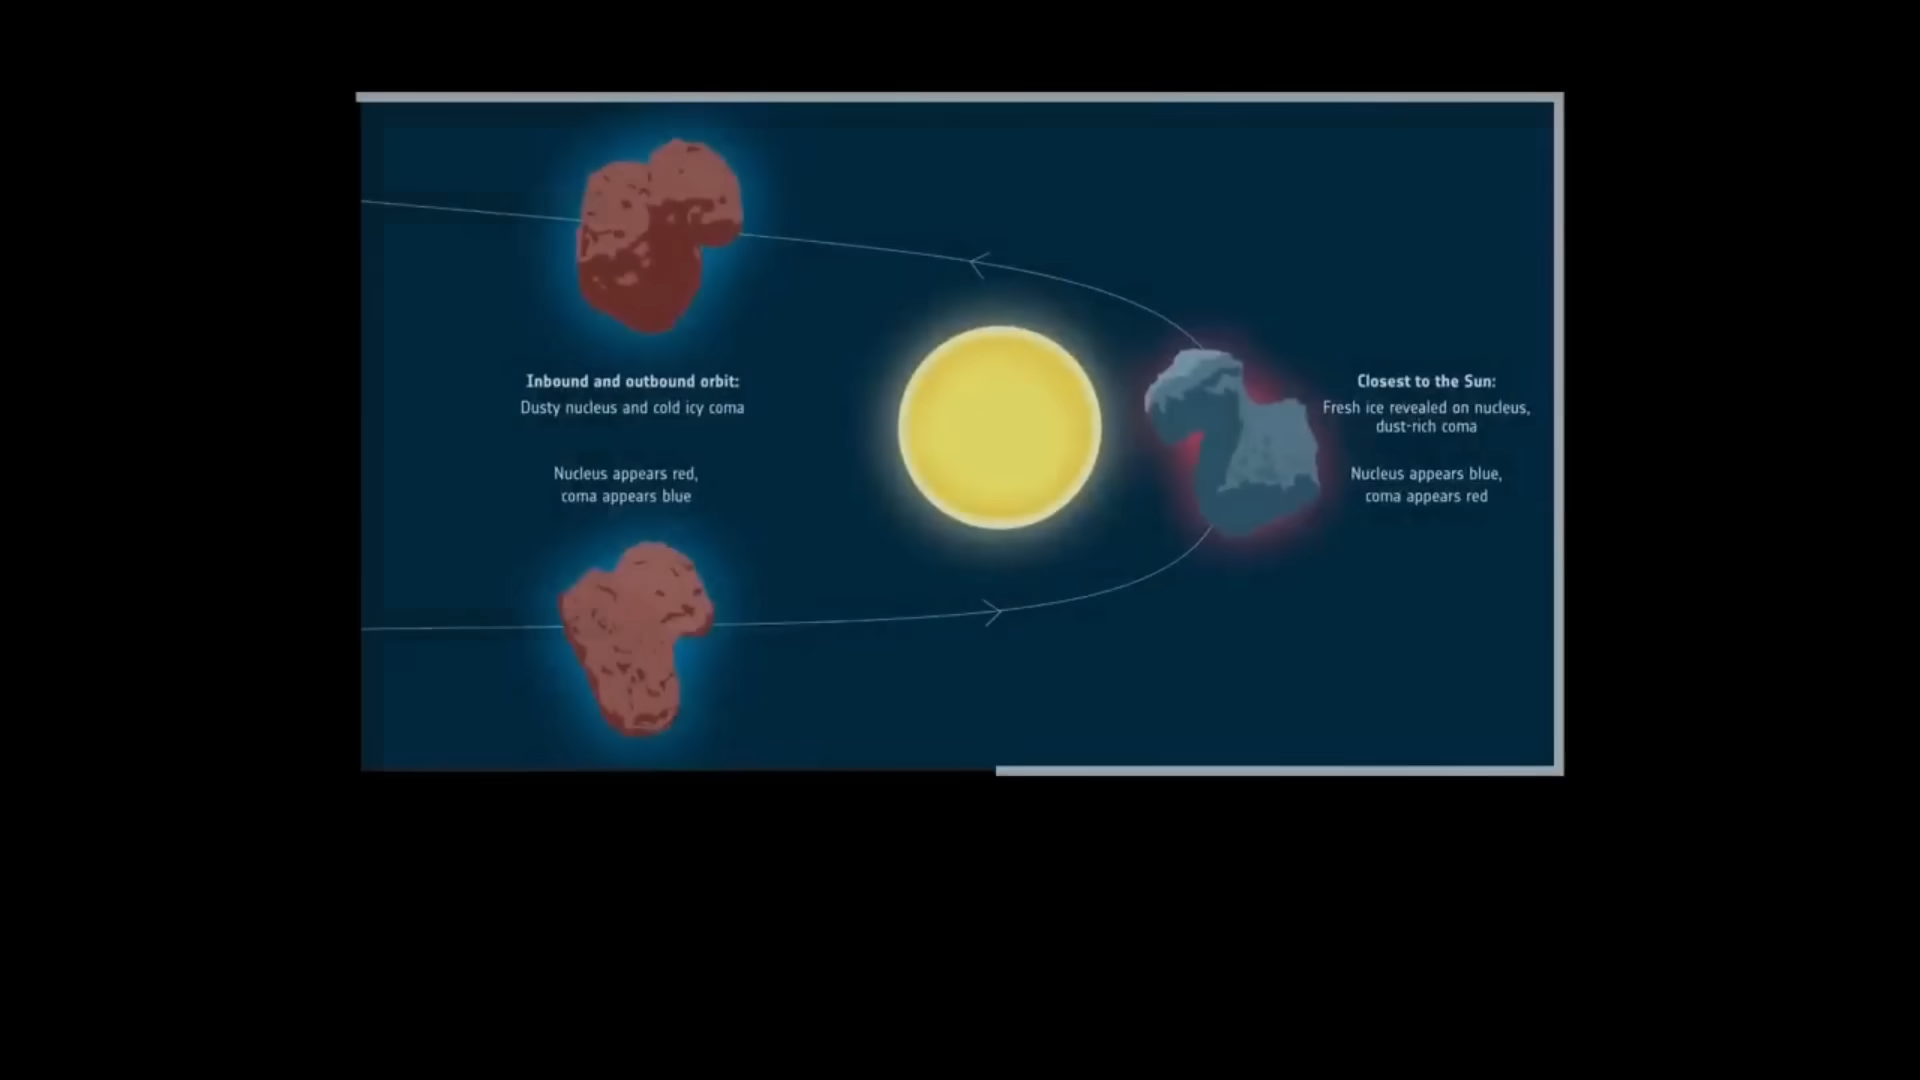 Inbound and outbound orbit:
Dusty nucleus and cold icy coma
Nucleus appears red,
coma appears blue
Closest to the Sun:
Fresh ice revealed on nucleus,
dust-rich coma
Nucleus appears blue,
coma appears red